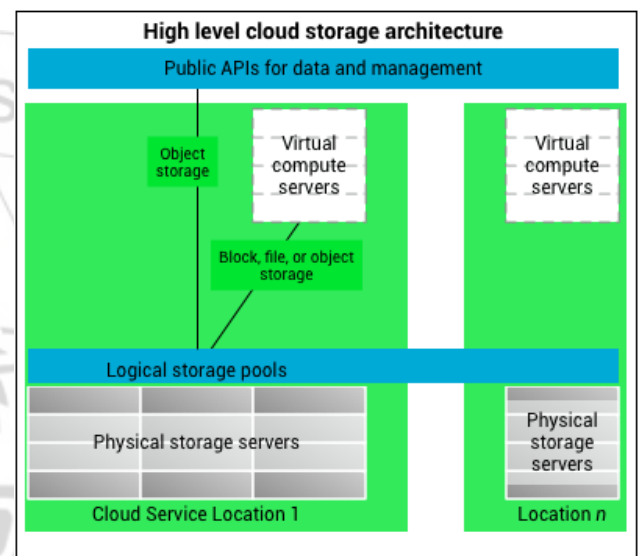 High level cloud storage architecture
Public APIs for data and management
Object
storage
Virtual
compute
servers
Virtual
compute
servers
Block, file, or object
storage
Logical storage pools
Physical storage servers
Physical
storage
servers
Cloud Service Location 1
Location n